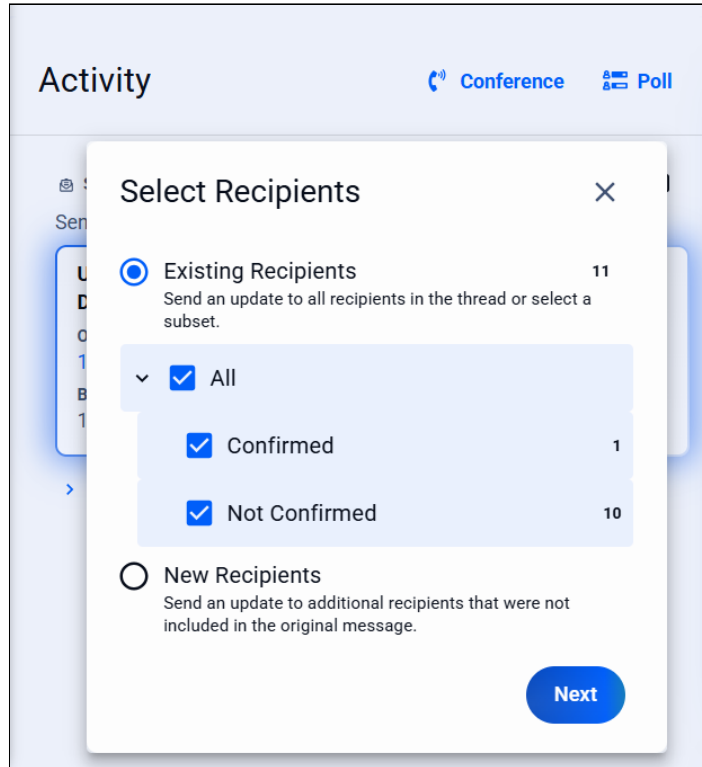 Activity
Conference
Poll
Select Recipients
Existing Recipients 11
Send an update to all recipients in the thread or select a
subset.
All
Confirmed 1
Not Confirmed 10
New Recipients
Send an update to additional recipients that were not
included in the original message.
Next